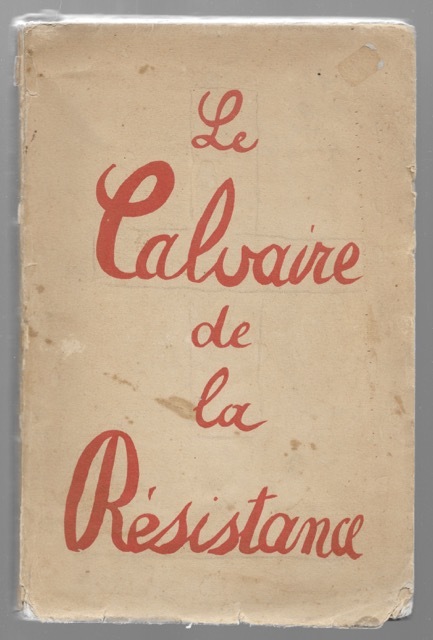 Le
Calvaire
de
la
Résistance